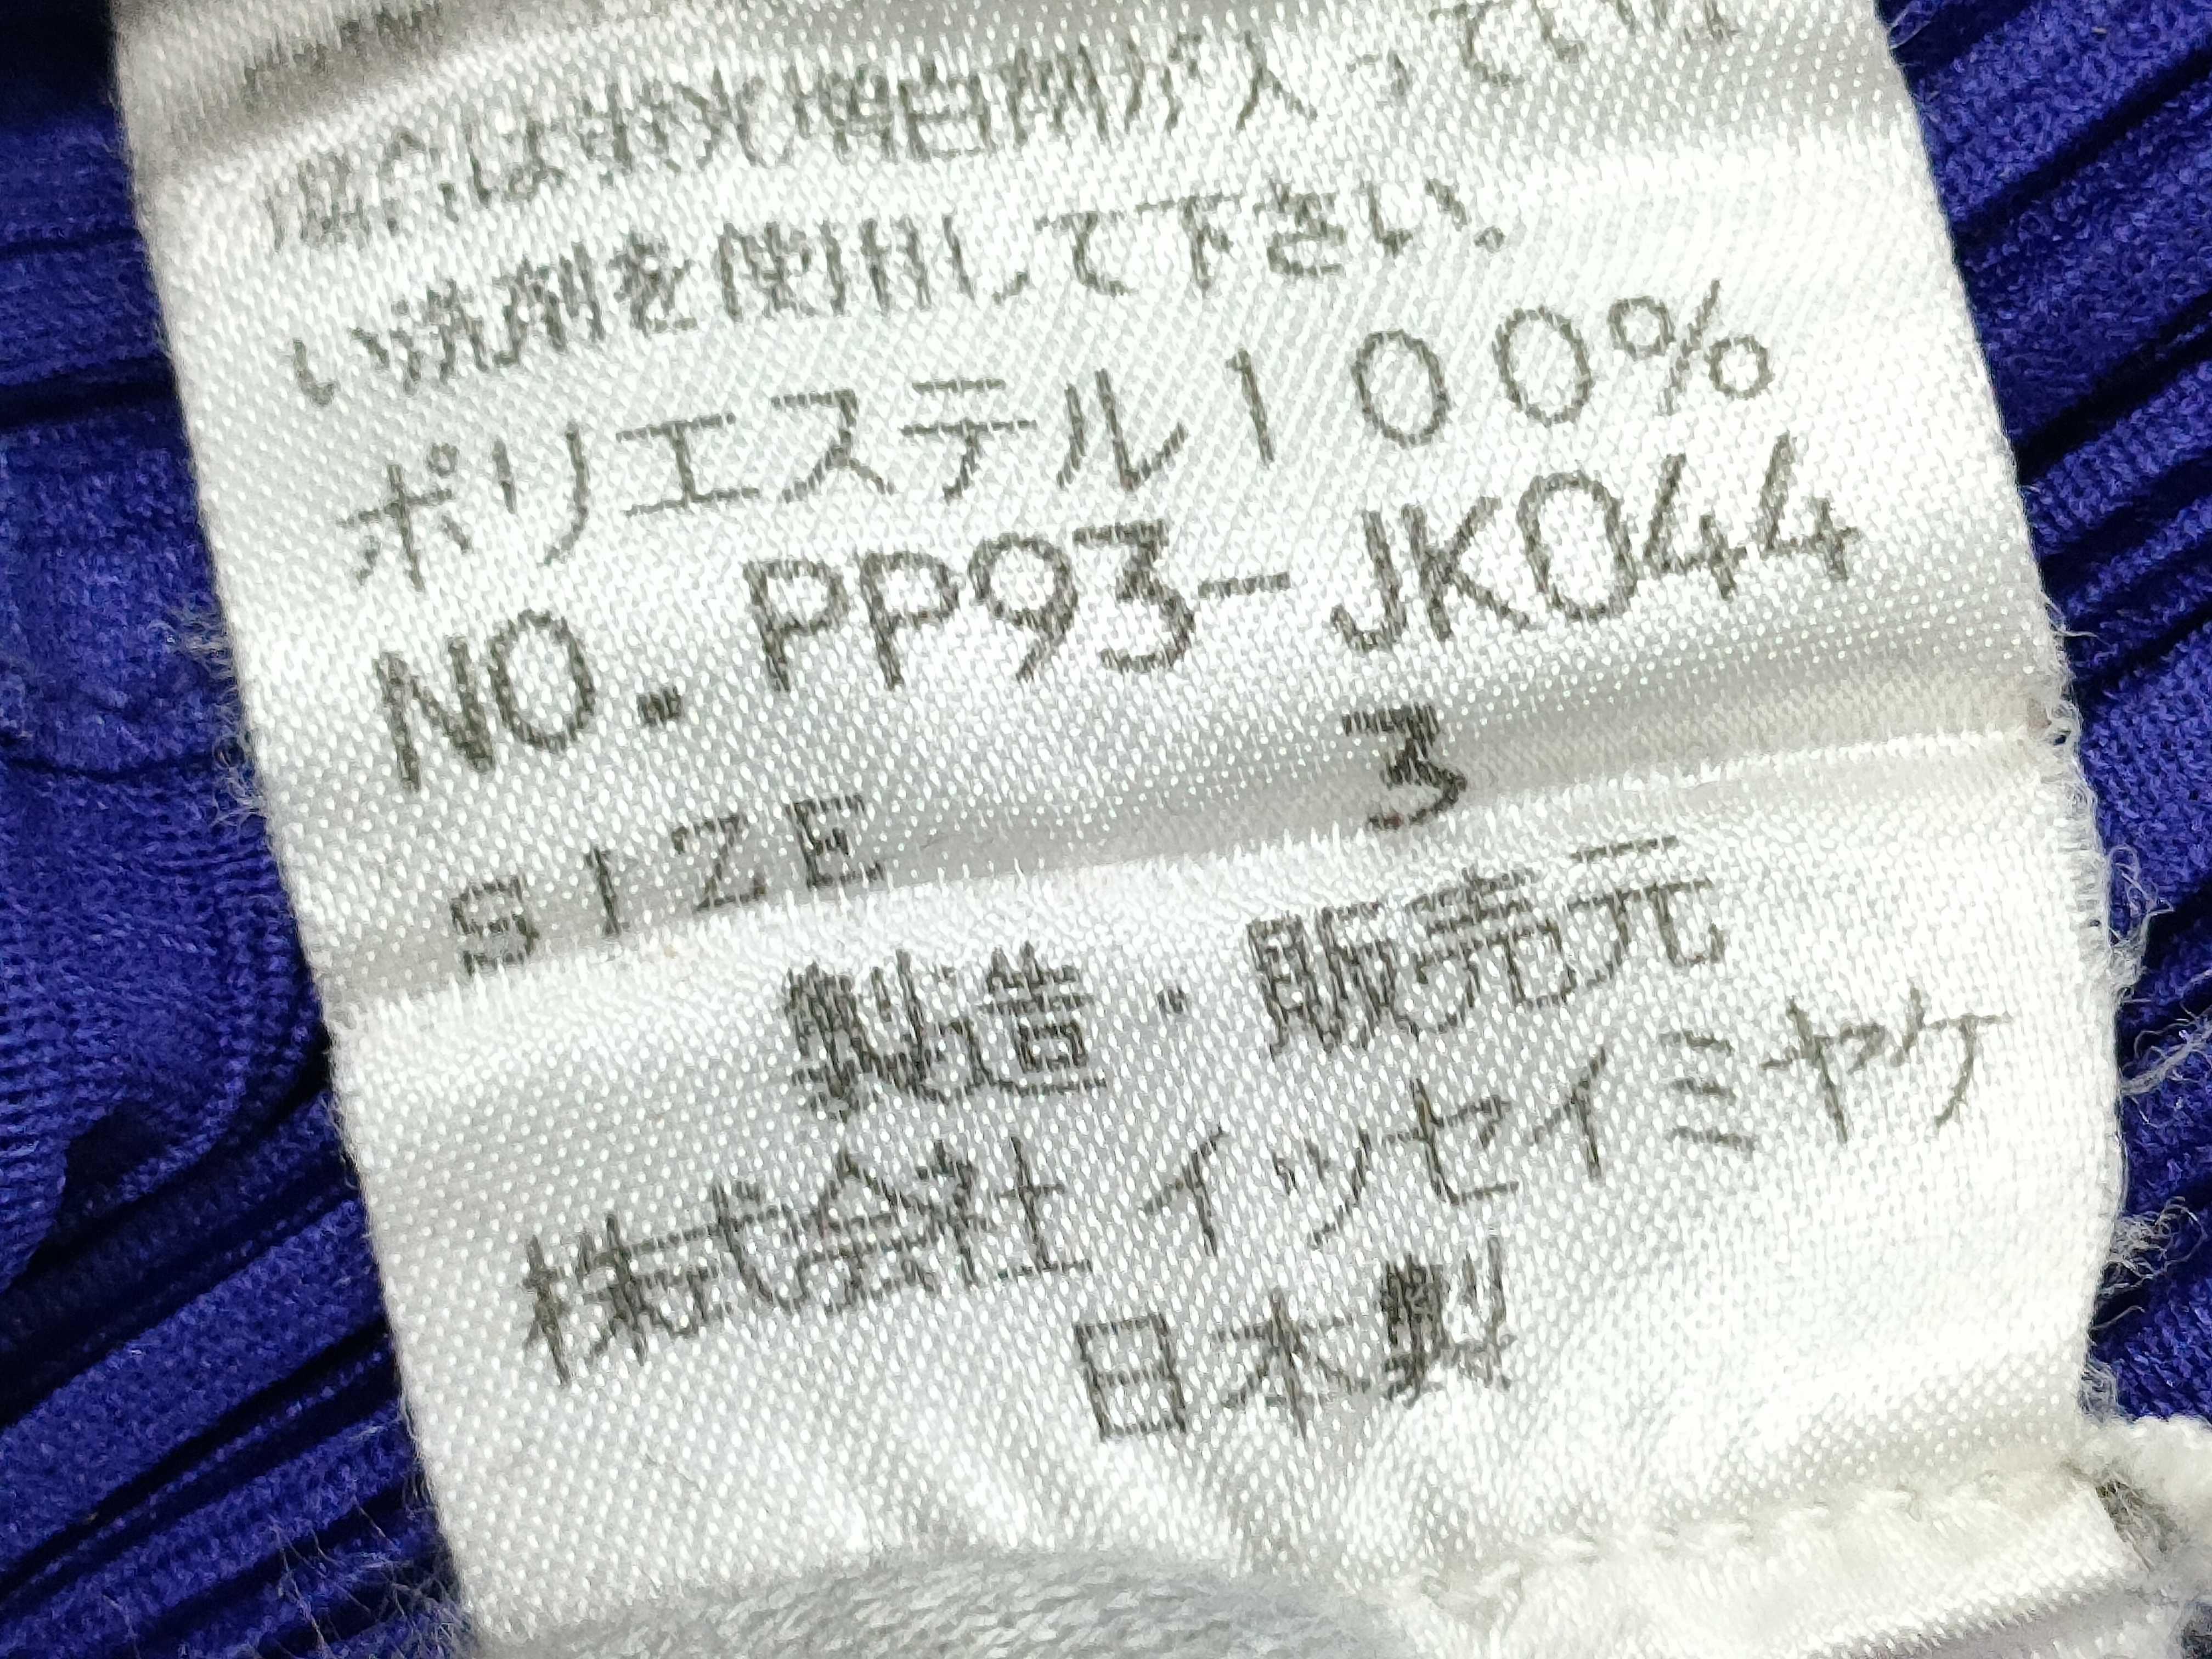 場合は蛍光増白剤が入ってい
い洗剤を使用して下さい。
ポリエステル100%
NO. PP93-JK044
SIZE 3
製造・販売元
株式会社イッセイミヤケ
日本製